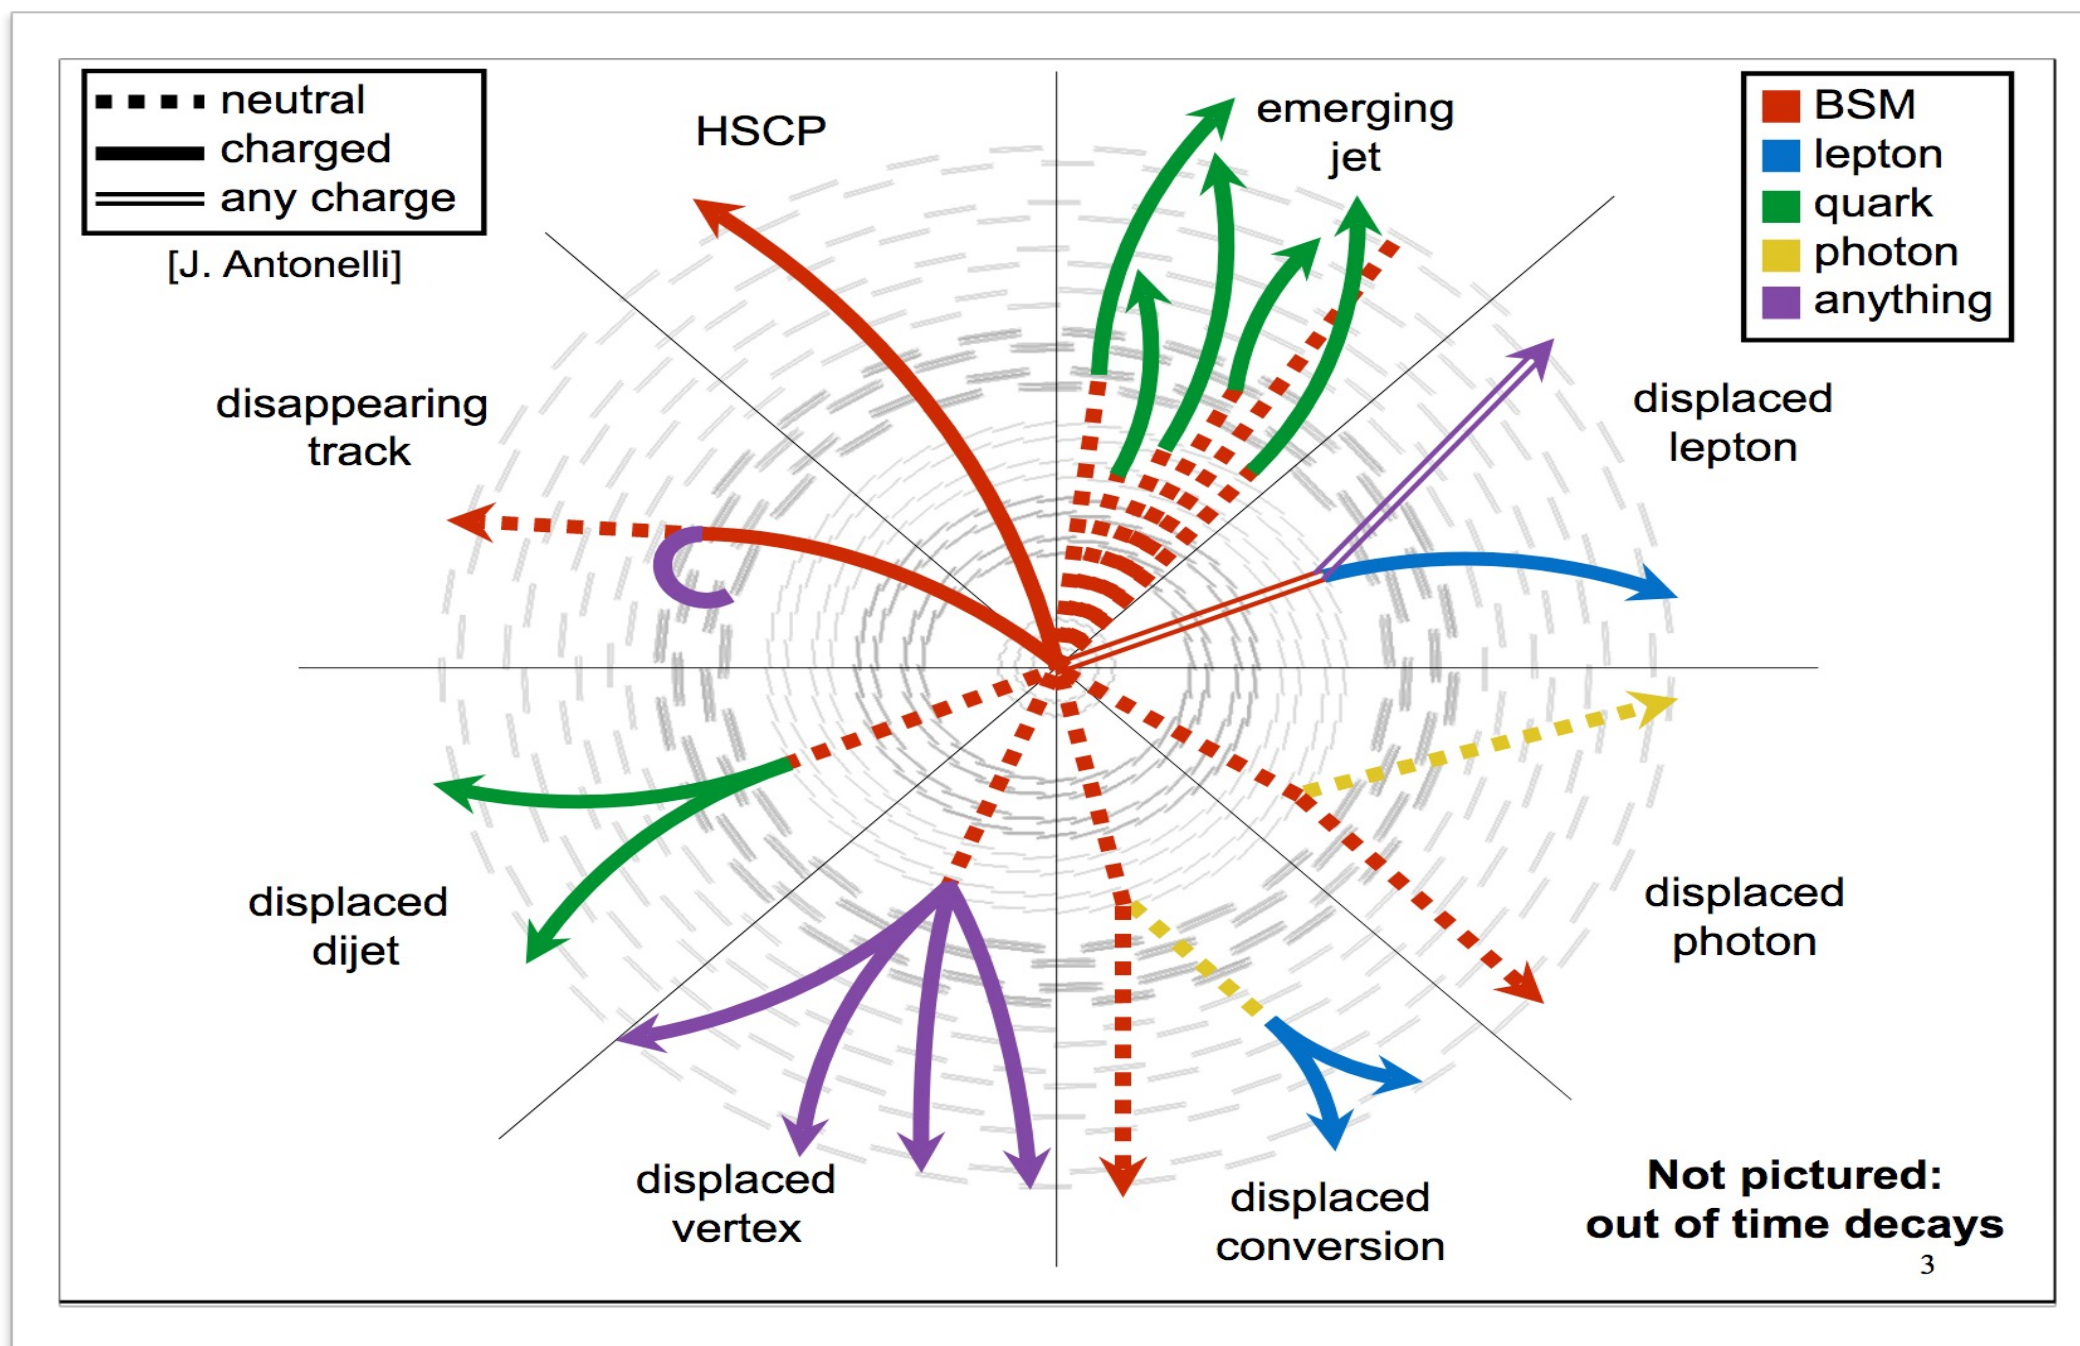 neutral
charged
any charge
[J. Antonelli]
HSCP
emerging
jet
BSM
lepton
quark
photon
anything
disappearing
track
displaced
lepton
displaced
dijet
displaced
photon
displaced
vertex
displaced
conversion
Not pictured:
out of time decays
3